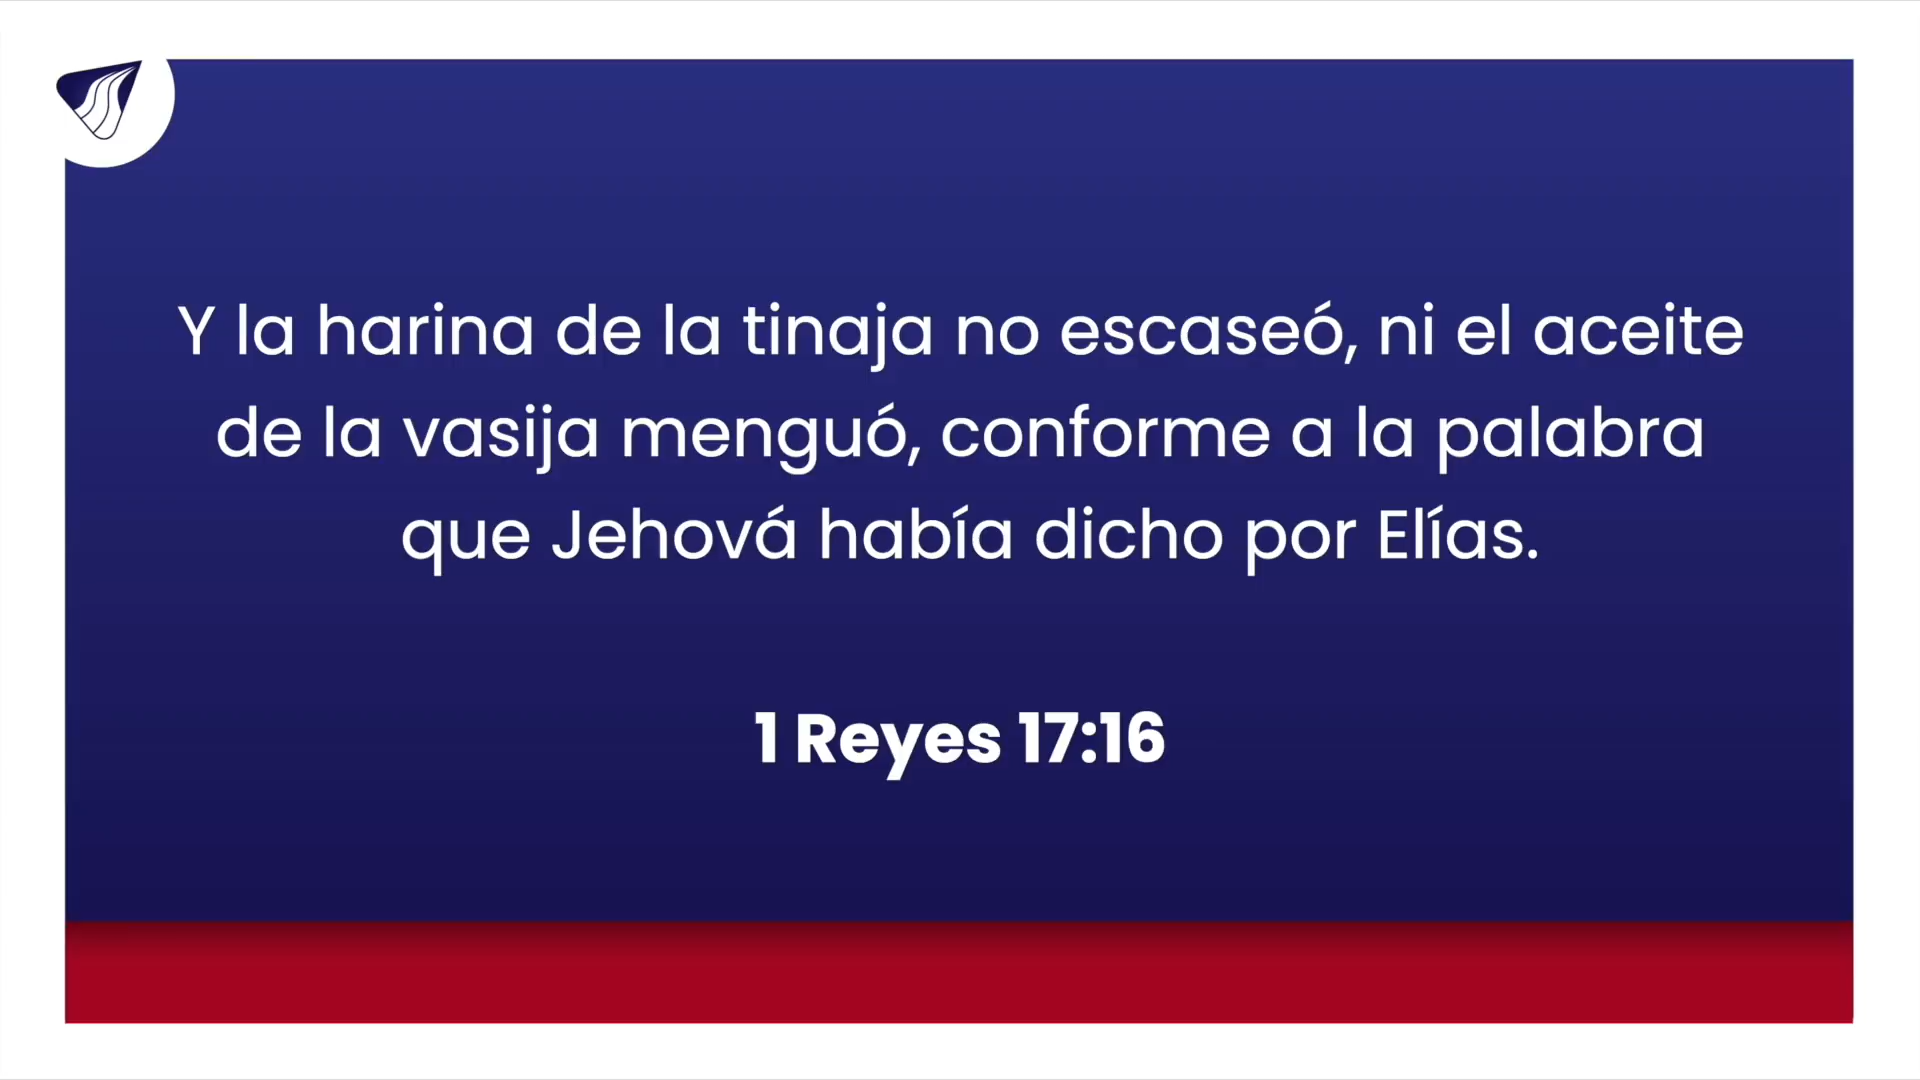 Y la harina de la tinaja no escaseó, ni el aceite
de la vasija menguó, conforme a la palabra
que Jehová había dicho por Elías.
1 Reyes 17:16